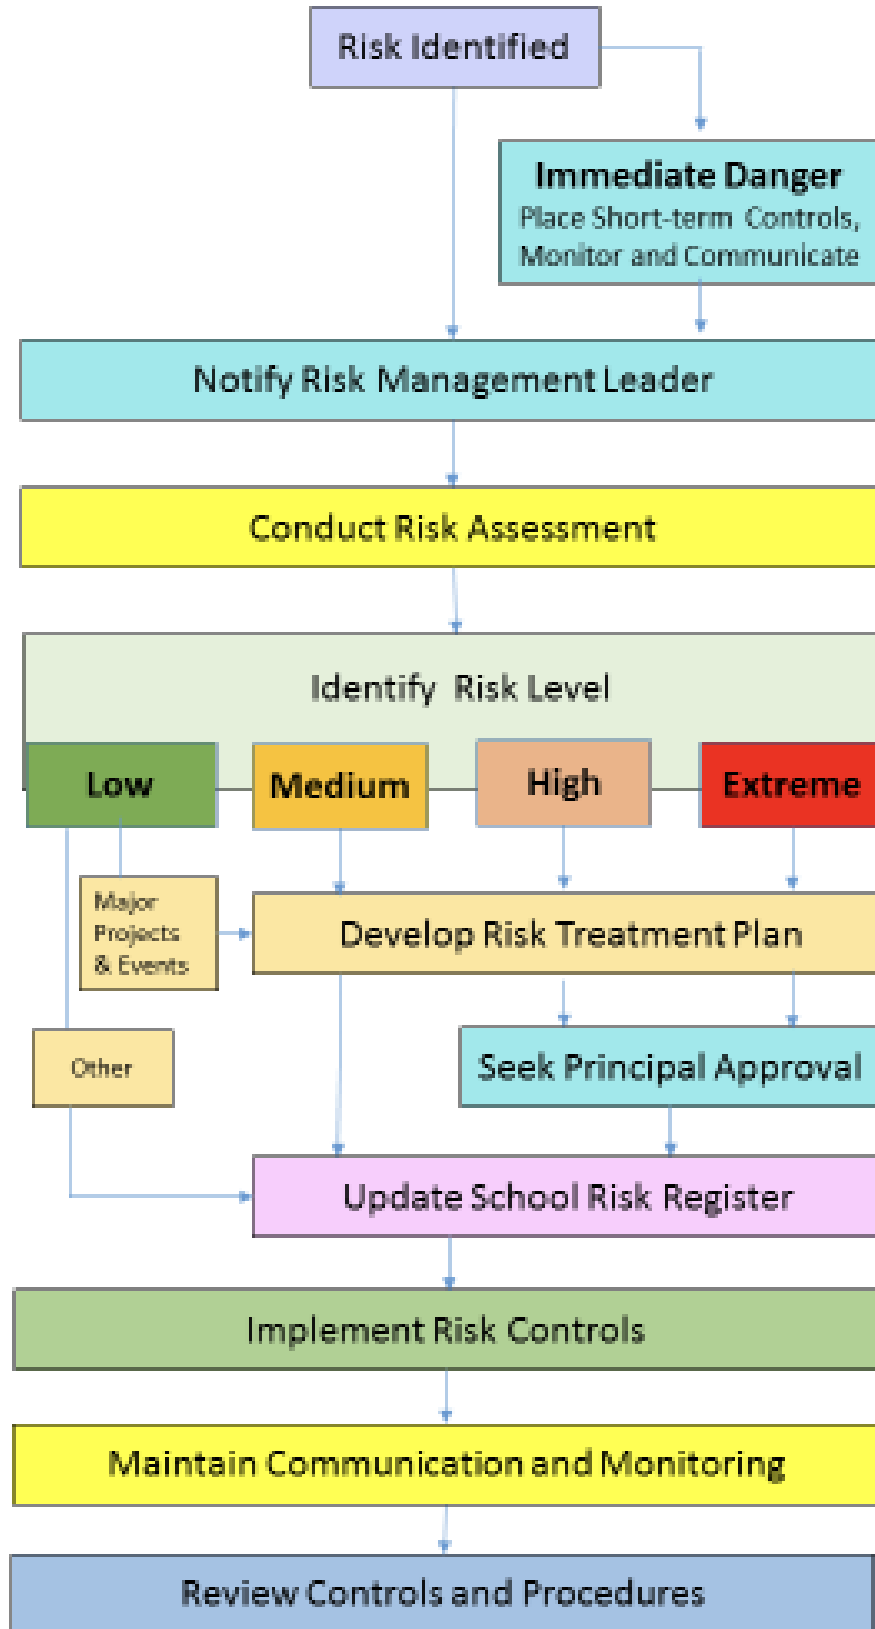 Risk Identified
Immediate Danger
Place Short-term Controls,
Monitor and Communicate
Notify Risk Management Leader
Conduct Risk Assessment
Identify Risk Level
Low
Medium
High
Extreme
Major
Projects
& Events
Develop Risk Treatment Plan
Other
Seek Principal Approval
Update School Risk Register
Implement Risk Controls
Maintain Communication and Monitoring
Review Controls and Procedures